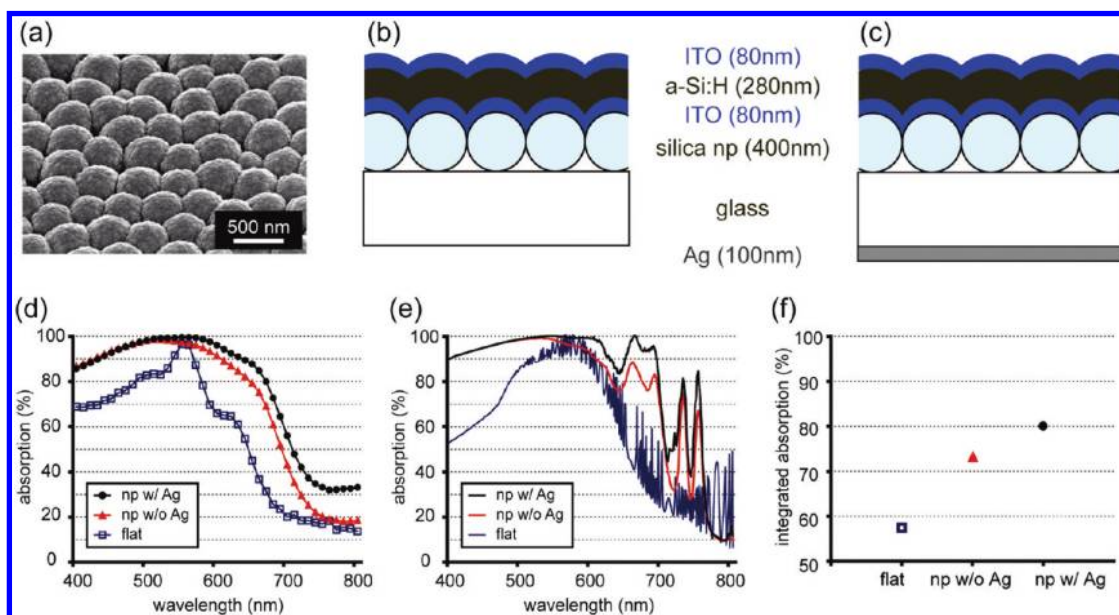 (a)
500 nm
(b)
ITO (80nm)
a-Si:H (280nm)
ITO (80nm)
silica np (400nm)
glass
Ag (100nm)
(c)
(d)
absorption (%)
100
80
60
40
20
0
np w/ Ag
np w/o Ag
flat
400 500 600 700 800
wavelength (nm)
(e)
absorption (%)
100
80
60
40
20
0
np w/ Ag
np w/o Ag
flat
400 500 600 700 800
wavelength (nm)
(f)
integrated absorption (%)
100
90
80
70
60
50
flat np w/o Ag np w/ Ag